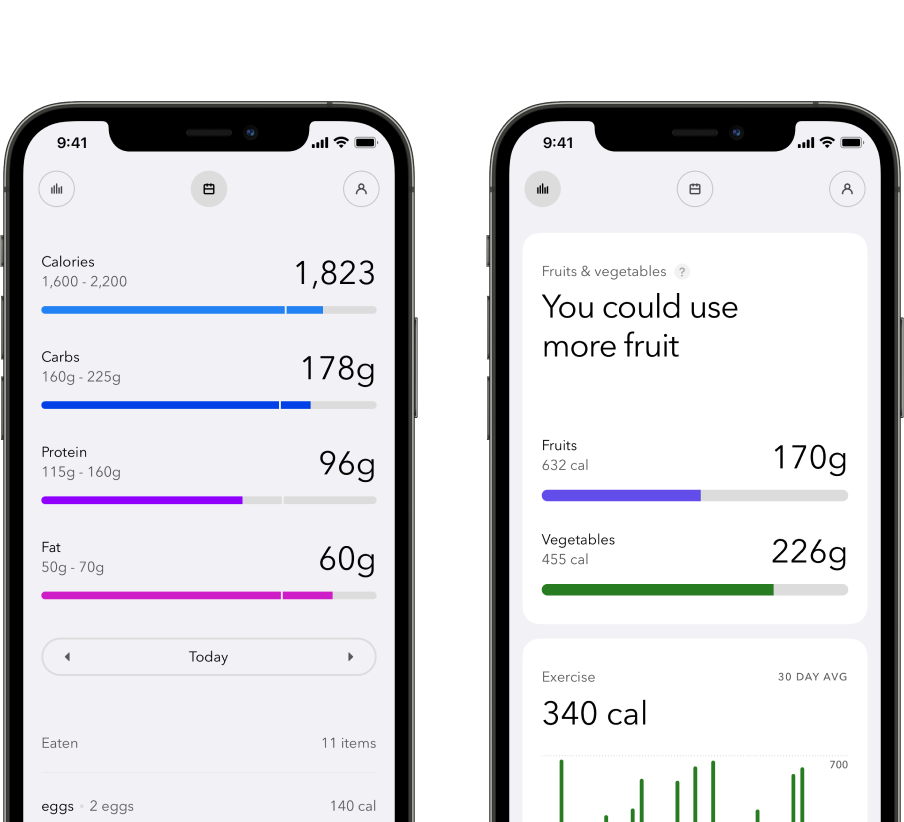 9:41
Calories
1,600 - 2,200
1,823
Carbs
160g - 225g
178g
Protein
115g - 160g
96g
Fat
50g - 70g
60g
Today
Eaten
11 items
eggs · 2 eggs
140 cal
9:41
Fruits & vegetables ?
You could use
more fruit
Fruits
632 cal
170g
Vegetables
455 cal
226g
Exercise
30 DAY AVG
340 cal
700